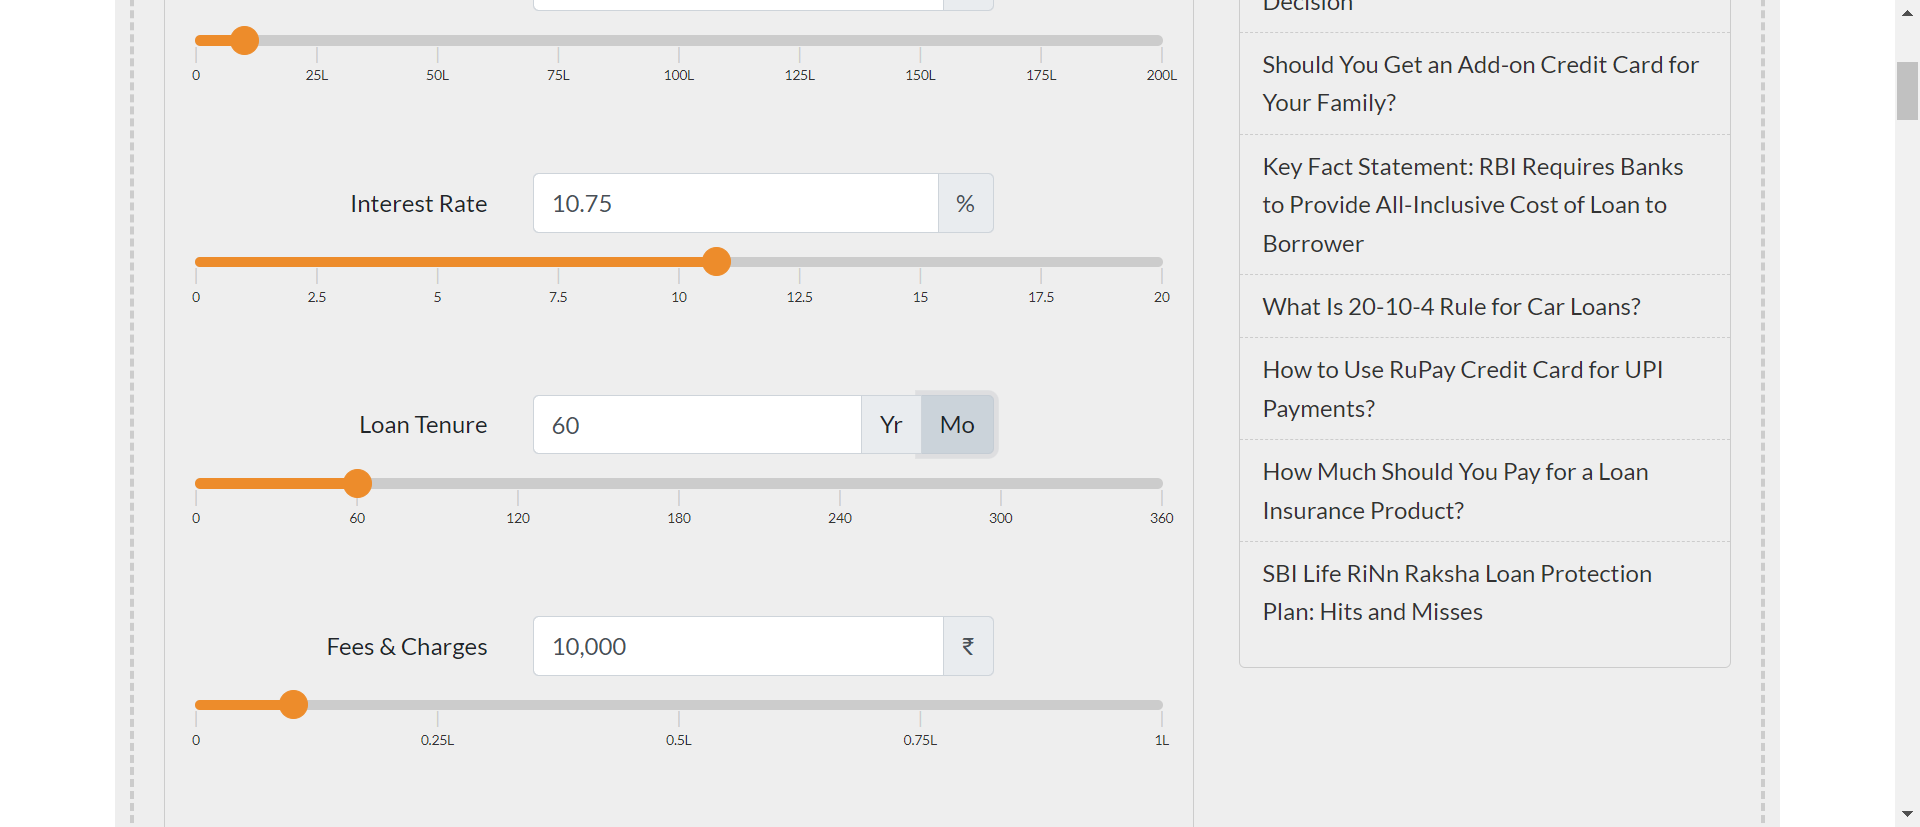 0 25L 50L 75L 100L 125L 150L 175L 200L
Interest Rate 10.75 %
0 2.5 5 7.5 10 12.5 15 17.5 20
Loan Tenure 60 Yr Mo
0 60 120 180 240 300 360
Fees & Charges 10,000 ₹
0 0.25L 0.5L 0.75L 1L
Decision
Should You Get an Add-on Credit Card for
Your Family?
Key Fact Statement: RBI Requires Banks
to Provide All-Inclusive Cost of Loan to
Borrower
What Is 20-10-4 Rule for Car Loans?
How to Use RuPay Credit Card for UPI
Payments?
How Much Should You Pay for a Loan
Insurance Product?
SBI Life RiNn Raksha Loan Protection
Plan: Hits and Misses